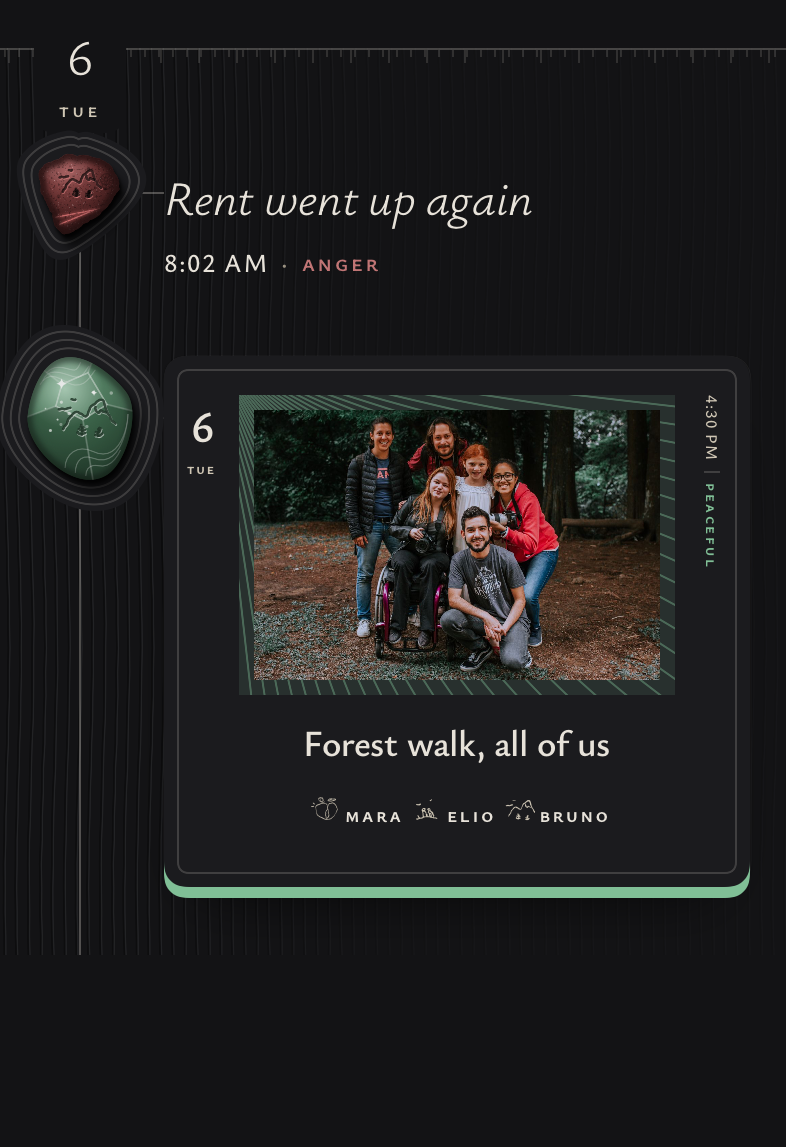 6
TUE
Rent went up again
8:02 AM · ANGER
6
TUE
4:30 PM | PEACEFUL
Forest walk, all of us
MARA ELIO BRUNO